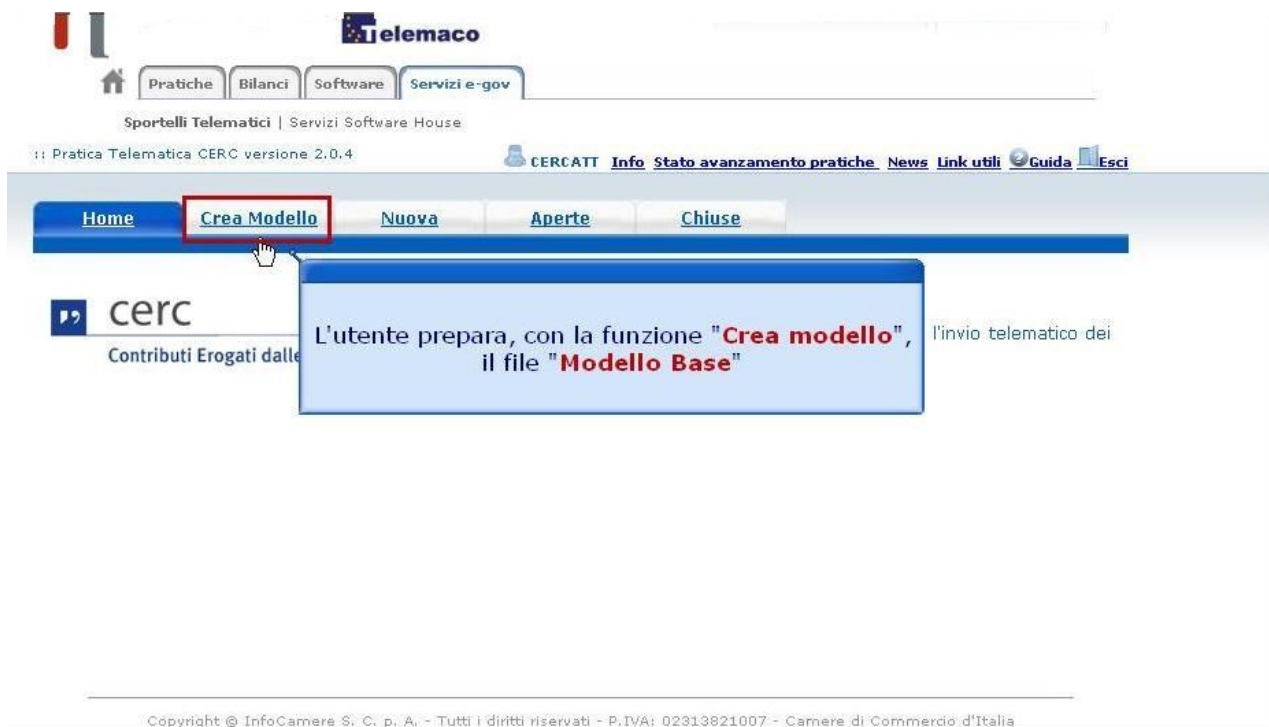 Telemaco
Pratiche Bilanci Software Servizi e-gov
Sportelli Telematici | Servizi Software House
:: Pratica Telematica CERC versione 2.0.4
CERCATT Info Stato avanzamento pratiche News Link utili Guida Esci
Home Crea Modello Nuova Aperte Chiuse
cerc
Contributi Erogati dalle
l'invio telematico dei
L'utente prepara, con la funzione "Crea modello",
il file "Modello Base"
Copyright © InfoCamere S. C. p. A. - Tutti i diritti riservati - P.IVA: 02313821007 - Camere di Commercio d'Italia